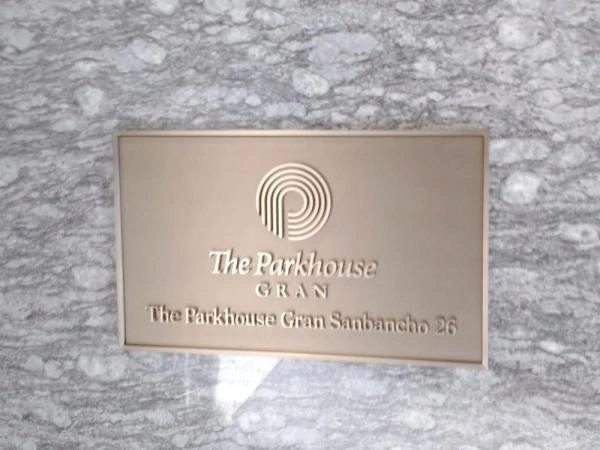 The Parkhouse
GRAN
The Parkhouse Gran Sanbancho 26